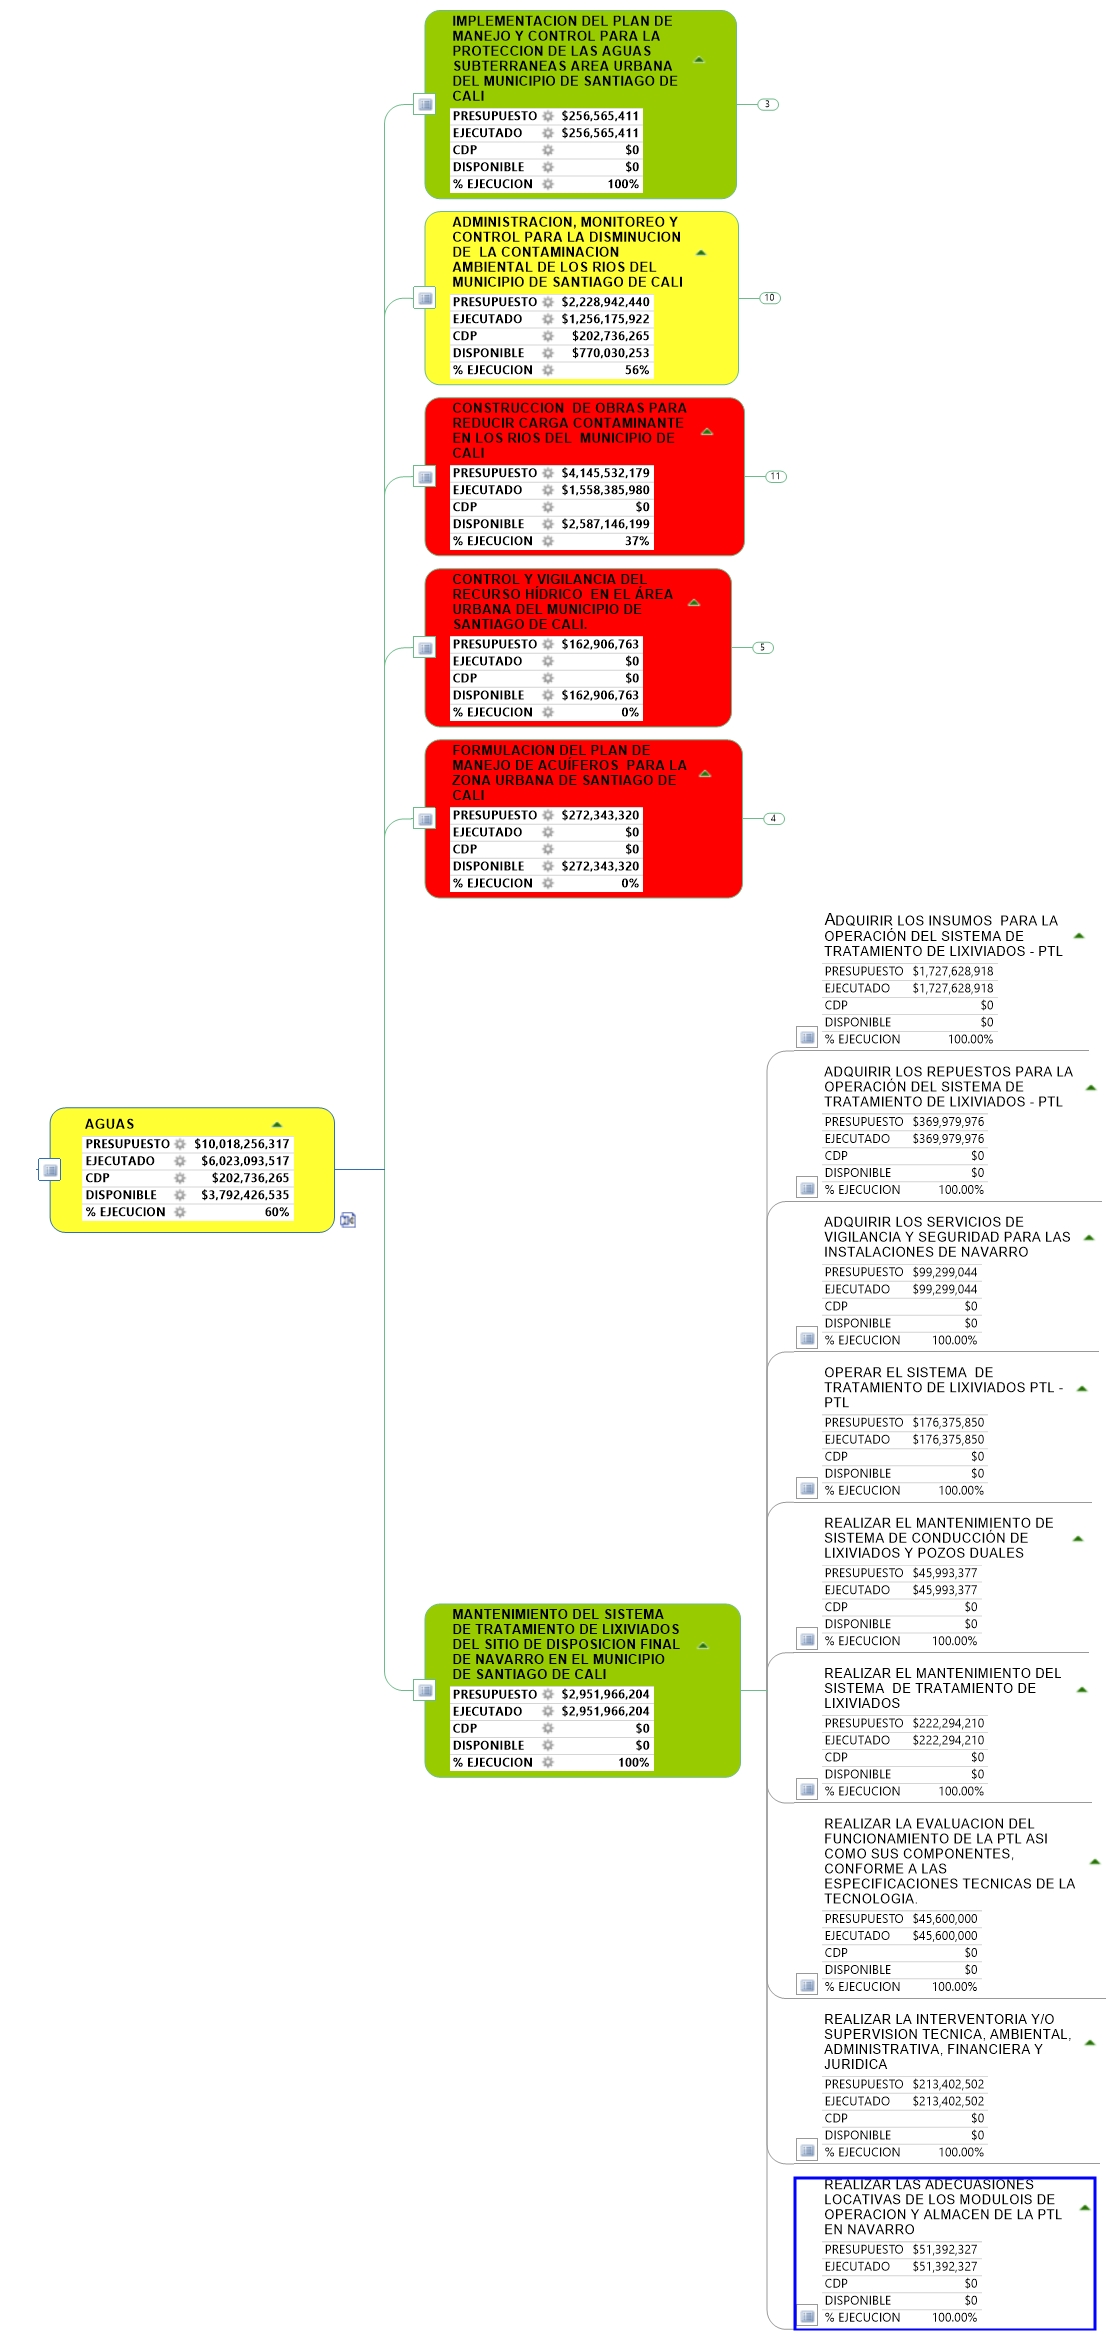 IMPLEMENTACION DEL PLAN DE
MANEJO Y CONTROL PARA LA
PROTECCION DE LAS AGUAS
SUBTERRANEAS AREA URBANA
DEL MUNICIPIO DE SANTIAGO DE
CALI
PRESUPUESTO $256,565,411
EJECUTADO $256,565,411
CDP $0
DISPONIBLE $0
% EJECUCION 100%
3
ADMINISTRACION, MONITOREO Y
CONTROL PARA LA DISMINUCION
DE LA CONTAMINACION
AMBIENTAL DE LOS RIOS DEL
MUNICIPIO DE SANTIAGO DE CALI
PRESUPUESTO $2,228,942,440
EJECUTADO $1,256,175,922
CDP $202,736,265
DISPONIBLE $770,030,253
% EJECUCION 56%
10
CONSTRUCCION DE OBRAS PARA
REDUCIR CARGA CONTAMINANTE
EN LOS RIOS DEL MUNICIPIO DE
CALI
PRESUPUESTO $4,145,532,179
EJECUTADO $1,558,385,980
CDP $0
DISPONIBLE $2,587,146,199
% EJECUCION 37%
11
CONTROL Y VIGILANCIA DEL
RECURSO HÍDRICO EN EL ÁREA
URBANA DEL MUNICIPIO DE
SANTIAGO DE CALI.
PRESUPUESTO $162,906,763
EJECUTADO $0
CDP $0
DISPONIBLE $162,906,763
% EJECUCION 0%
5
FORMULACION DEL PLAN DE
MANEJO DE ACUÍFEROS PARA LA
ZONA URBANA DE SANTIAGO DE
CALI
PRESUPUESTO $272,343,320
EJECUTADO $0
CDP $0
DISPONIBLE $272,343,320
% EJECUCION 0%
4
AGUAS
PRESUPUESTO $10,018,256,317
EJECUTADO $6,023,093,517
CDP $202,736,265
DISPONIBLE $3,792,426,535
% EJECUCION 60%
MANTENIMIENTO DEL SISTEMA
DE TRATAMIENTO DE LIXIVIADOS
DEL SITIO DE DISPOSICION FINAL
DE NAVARRO EN EL MUNICIPIO
DE SANTIAGO DE CALI
PRESUPUESTO $2,951,966,204
EJECUTADO $2,951,966,204
CDP $0
DISPONIBLE $0
% EJECUCION 100%
ADQUIRIR LOS INSUMOS PARA LA
OPERACIÓN DEL SISTEMA DE
TRATAMIENTO DE LIXIVIADOS - PTL
PRESUPUESTO $1,727,628,918
EJECUTADO $1,727,628,918
CDP $0
DISPONIBLE $0
% EJECUCION 100.00%
ADQUIRIR LOS REPUESTOS PARA LA
OPERACIÓN DEL SISTEMA DE
TRATAMIENTO DE LIXIVIADOS - PTL
PRESUPUESTO $369,979,976
EJECUTADO $369,979,976
CDP $0
DISPONIBLE $0
% EJECUCION 100.00%
ADQUIRIR LOS SERVICIOS DE
VIGILANCIA Y SEGURIDAD PARA LAS
INSTALACIONES DE NAVARRO
PRESUPUESTO $99,299,044
EJECUTADO $99,299,044
CDP $0
DISPONIBLE $0
% EJECUCION 100.00%
OPERAR EL SISTEMA DE
TRATAMIENTO DE LIXIVIADOS PTL -
PTL
PRESUPUESTO $176,375,850
EJECUTADO $176,375,850
CDP $0
DISPONIBLE $0
% EJECUCION 100.00%
REALIZAR EL MANTENIMIENTO DE
SISTEMA DE CONDUCCIÓN DE
LIXIVIADOS Y POZOS DUALES
PRESUPUESTO $45,993,377
EJECUTADO $45,993,377
CDP $0
DISPONIBLE $0
% EJECUCION 100.00%
REALIZAR EL MANTENIMIENTO DEL
SISTEMA DE TRATAMIENTO DE
LIXIVIADOS
PRESUPUESTO $222,294,210
EJECUTADO $222,294,210
CDP $0
DISPONIBLE $0
% EJECUCION 100.00%
REALIZAR LA EVALUACION DEL
FUNCIONAMIENTO DE LA PTL ASI
COMO SUS COMPONENTES,
CONFORME A LAS
ESPECIFICACIONES TECNICAS DE LA
TECNOLOGIA.
PRESUPUESTO $45,600,000
EJECUTADO $45,600,000
CDP $0
DISPONIBLE $0
% EJECUCION 100.00%
REALIZAR LA INTERVENTORIA Y/O
SUPERVISION TECNICA, AMBIENTAL,
ADMINISTRATIVA, FINANCIERA Y
JURIDICA
PRESUPUESTO $213,402,502
EJECUTADO $213,402,502
CDP $0
DISPONIBLE $0
% EJECUCION 100.00%
REALIZAR LAS ADECUASIONES
LOCATIVAS DE LOS MODULOIS DE
OPERACION Y ALMACEN DE LA PTL
EN NAVARRO
PRESUPUESTO $51,392,327
EJECUTADO $51,392,327
CDP $0
DISPONIBLE $0
% EJECUCION 100.00%